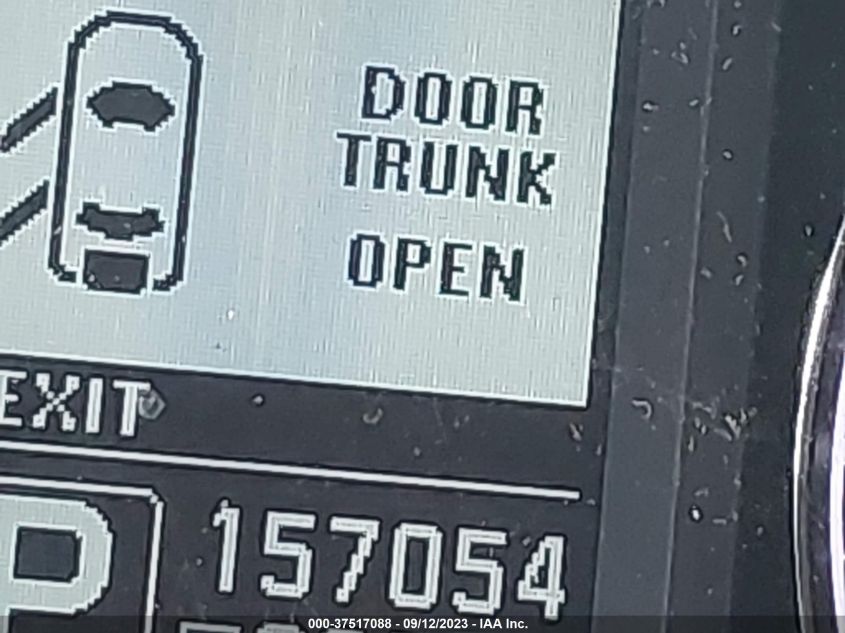 DOOR
TRUNK
OPEN
EXIT
P 157054
000-37517088 - 09/12/2023 - IAA Inc.